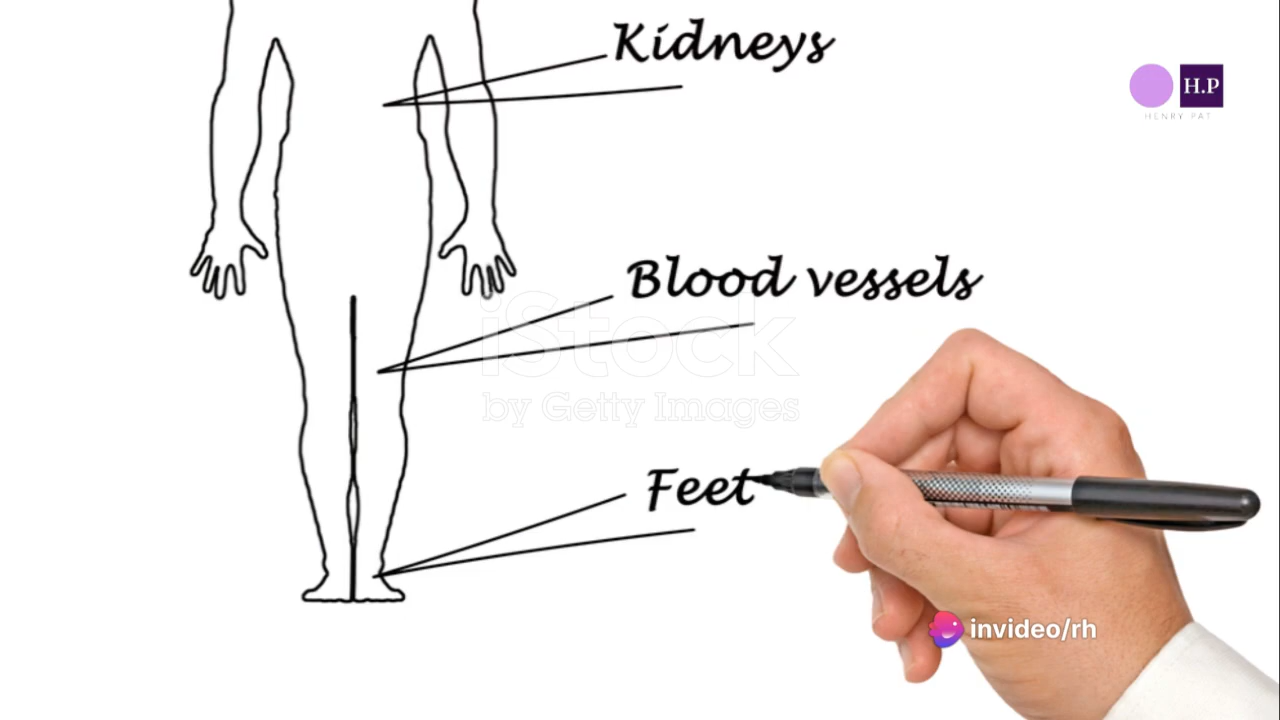 Kidneys
H.P
HENRY PAT
Blood vessels
iStock
by Getty Images
Feet
invideo/rh